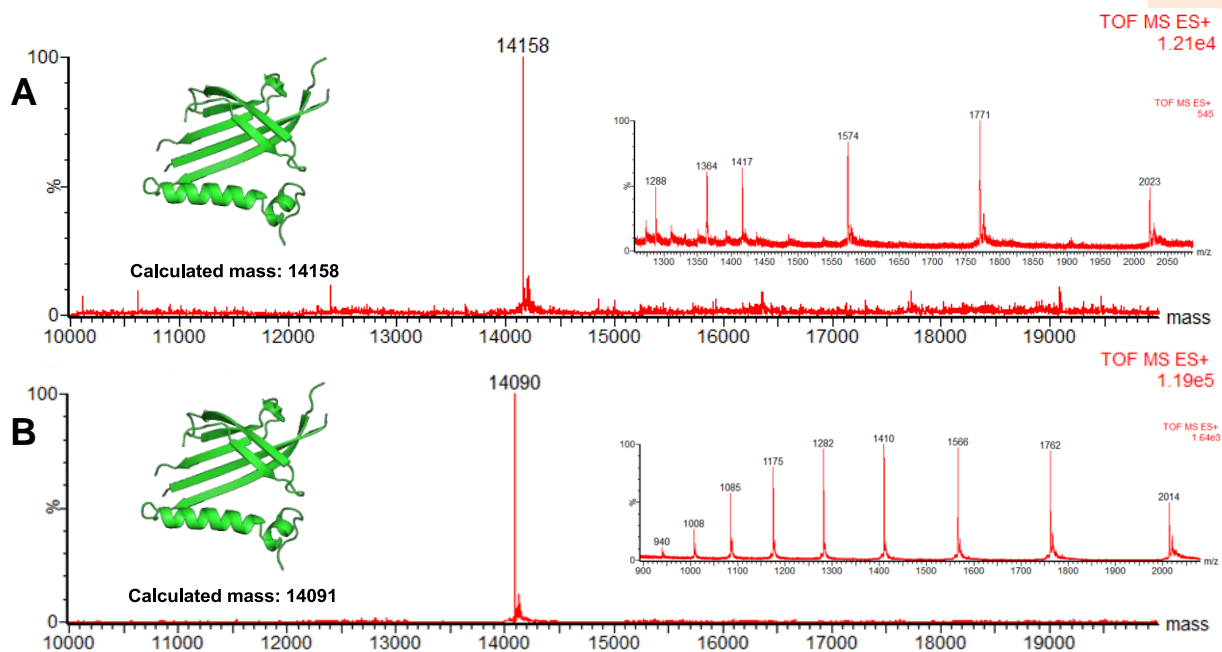 TOF MS ES+
1.21e4
14158
100
A
TOF MS ES+
545
100
1771
1574
1364
1417
1288
2023
%
%
0
1300 1350 1400 1450 1500 1550 1600 1650 1700 1750 1800 1850 1900 1950 2000 2050 m/z
Calculated mass: 14158
0
10000 11000 12000 13000 14000 15000 16000 17000 18000 19000 mass
TOF MS ES+
1.19e5
14090
100
B
TOF MS ES+
1.64e3
100
1282
1410
1566
1762
1175
1085
2014
1008
940
%
%
0
900 1000 1100 1200 1300 1400 1500 1600 1700 1800 1900 2000 m/z
Calculated mass: 14091
0
10000 11000 12000 13000 14000 15000 16000 17000 18000 19000 mass